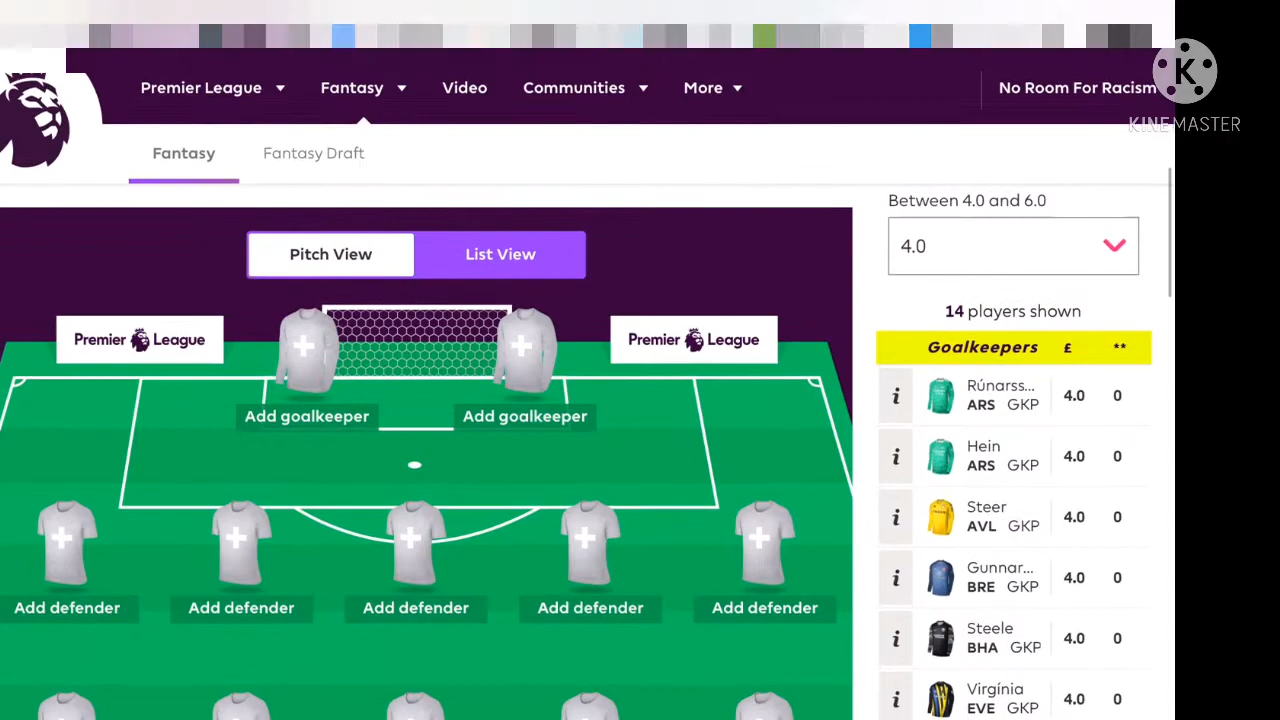 Premier League Fantasy Video Communities More No Room For Racism
K
KINEMASTER
Fantasy Fantasy Draft
Between 4.0 and 6.0
4.0
Pitch View List View
14 players shown
Premier League Premier League
Goalkeepers £ **
Add goalkeeper Add goalkeeper
i Rúnarss... 4.0 0
ARS GKP
i Hein 4.0 0
ARS GKP
i Steer 4.0 0
AVL GKP
i Gunnar... 4.0 0
BRE GKP
Add defender Add defender Add defender Add defender Add defender
i Steele 4.0 0
BHA GKP
i Virgínia 4.0 0
EVE GKP